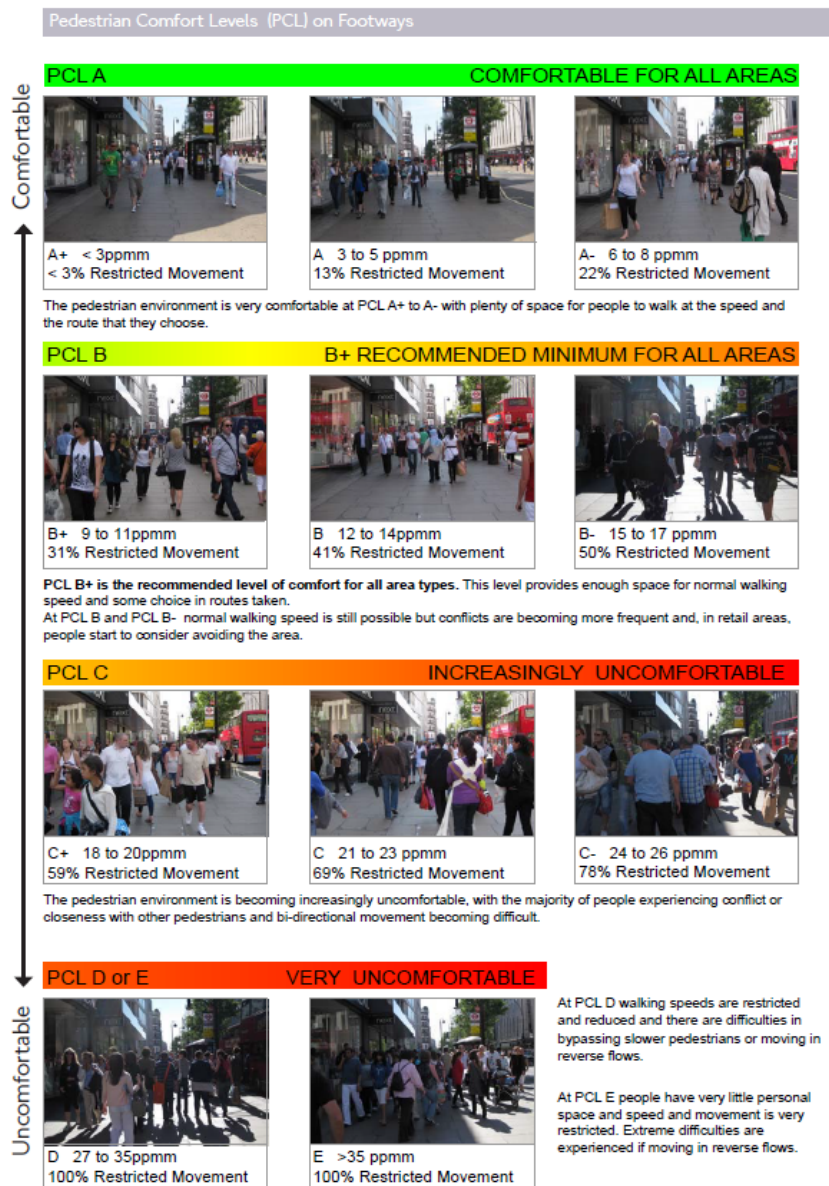 Pedestrian Comfort Levels (PCL) on Footways
Comfortable
PCL A COMFORTABLE FOR ALL AREAS
next
A+ < 3ppmm
< 3% Restricted Movement
A 3 to 5 ppmm
13% Restricted Movement
A- 6 to 8 ppmm
22% Restricted Movement
The pedestrian environment is very comfortable at PCL A+ to A- with plenty of space for people to walk at the speed and
the route that they choose.
PCL B B+ RECOMMENDED MINIMUM FOR ALL AREAS
B+ 9 to 11ppmm
31% Restricted Movement
B 12 to 14ppmm
41% Restricted Movement
B- 15 to 17 ppmm
50% Restricted Movement
PCL B+ is the recommended level of comfort for all area types. This level provides enough space for normal walking
speed and some choice in routes taken.
At PCL B and PCL B- normal walking speed is still possible but conflicts are becoming more frequent and, in retail areas,
people start to consider avoiding the area.
PCL C INCREASINGLY UNCOMFORTABLE
next
C+ 18 to 20ppmm
59% Restricted Movement
C 21 to 23 ppmm
69% Restricted Movement
C- 24 to 26 ppmm
78% Restricted Movement
The pedestrian environment is becoming increasingly uncomfortable, with the majority of people experiencing conflict or
closeness with other pedestrians and bi-directional movement becoming difficult.
Uncomfortable
PCL D or E VERY UNCOMFORTABLE
D 27 to 35ppmm
100% Restricted Movement
E >35 ppmm
100% Restricted Movement
At PCL D walking speeds are restricted
and reduced and there are difficulties in
bypassing slower pedestrians or moving in
reverse flows.
At PCL E people have very little personal
space and speed and movement is very
restricted. Extreme difficulties are
experienced if moving in reverse flows.